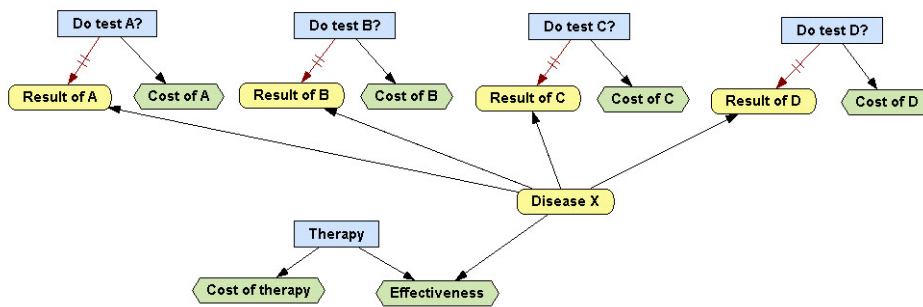 Do test A?
Do test B?
Do test C?
Do test D?
Result of A
Cost of A
Result of B
Cost of B
Result of C
Cost of C
Result of D
Cost of D
Disease X
Therapy
Cost of therapy
Effectiveness